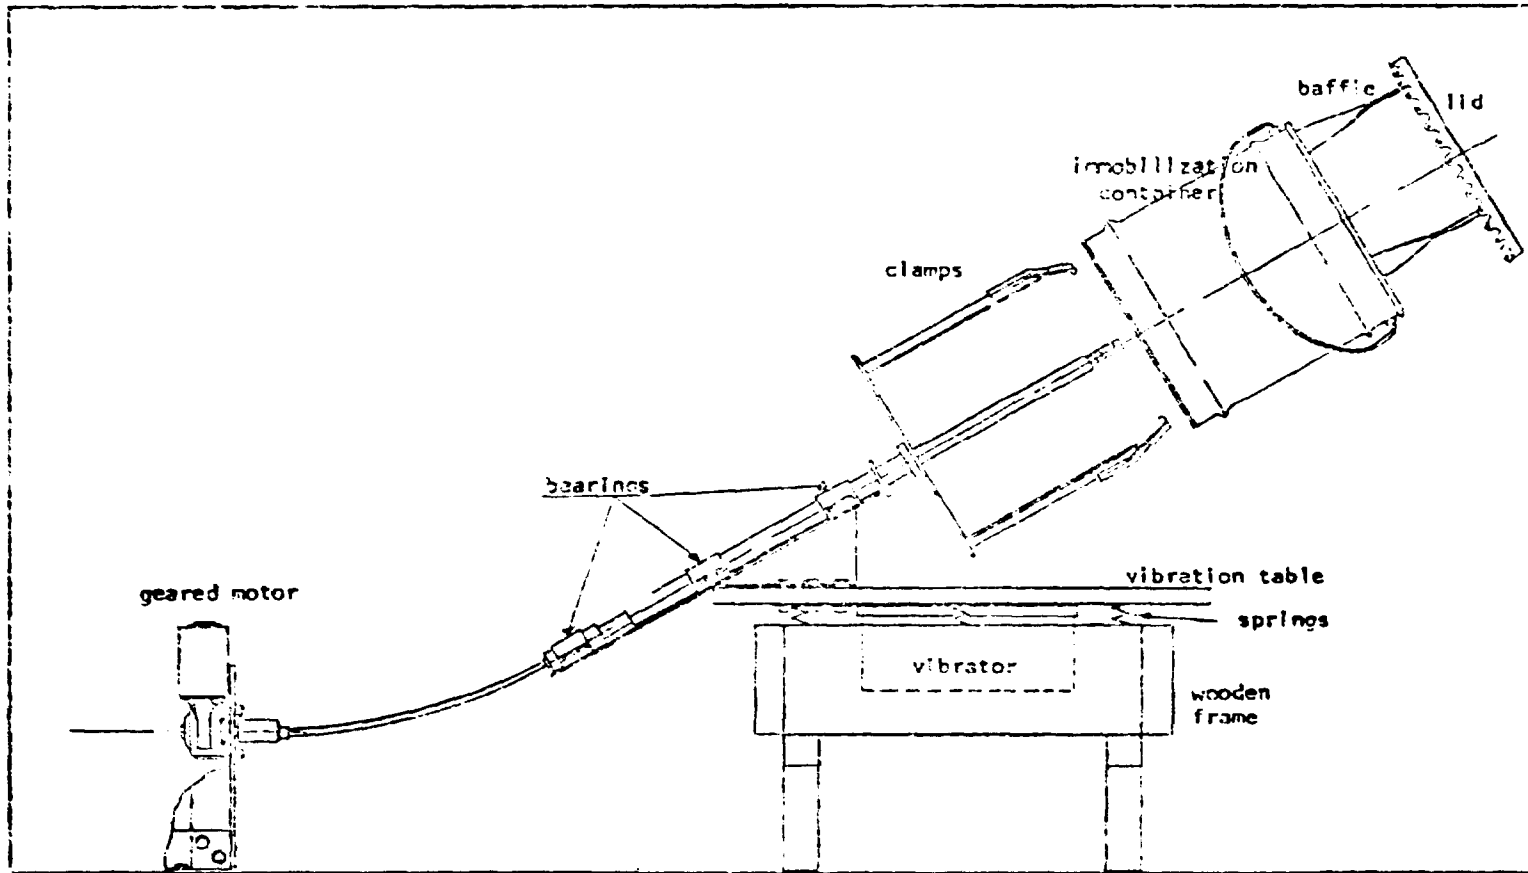 baffle
lid
immobilization
container
clamps
bearings
geared motor
vibration table
springs
vibrator
wooden
frame